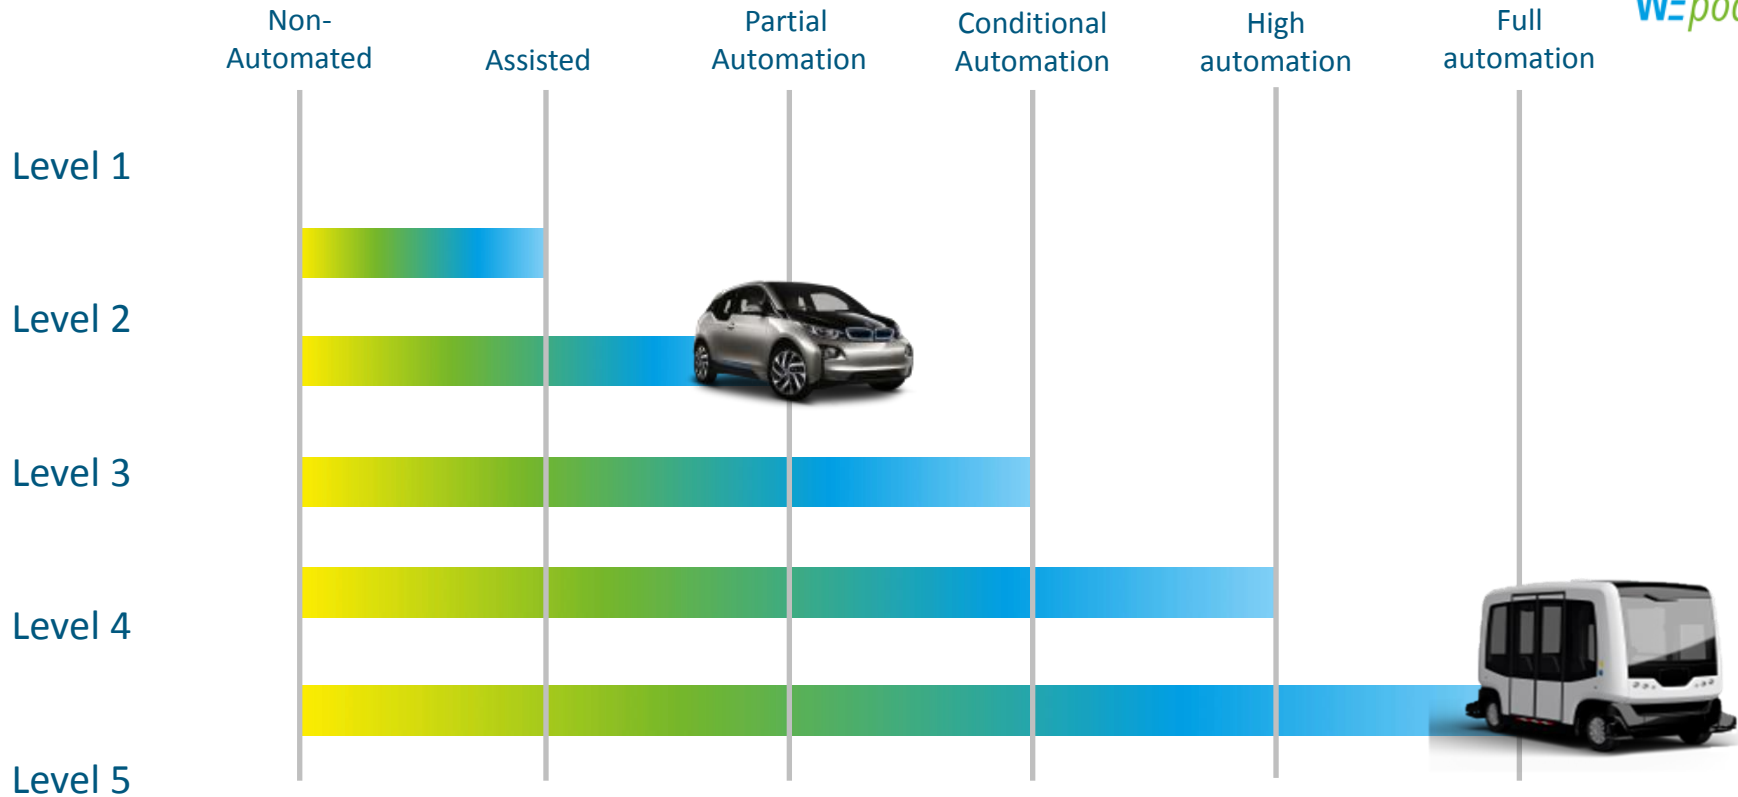 Non-
Automated
Assisted
Partial
Automation
Conditional
Automation
High
automation
Full
automation
Level 1
Level 2
Level 3
Level 4
Level 5